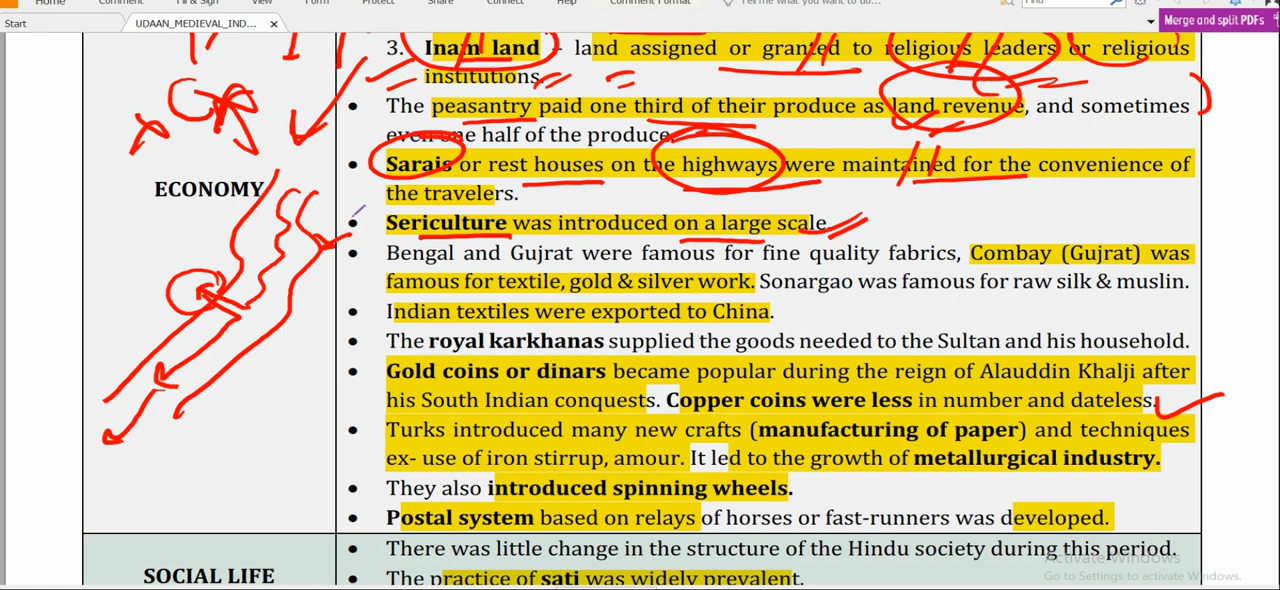 Home Comment Fill & Sign View Form Protect Share Connect Help Comment Format Tell me what you want to do... Find
Start UDAAN_MEDIEVAL_IND... × Merge and split PDFs
3. Inam land – land assigned or granted to religious leaders or religious
institutions.
• The peasantry paid one third of their produce as land revenue, and sometimes
even one half of the produce.
• Sarais or rest houses on the highways were maintained for the convenience of
ECONOMY
the travelers.
• Sericulture was introduced on a large scale.
• Bengal and Gujrat were famous for fine quality fabrics, Combay (Gujrat) was
famous for textile, gold & silver work. Sonargao was famous for raw silk & muslin.
• Indian textiles were exported to China.
• The royal karkhanas supplied the goods needed to the Sultan and his household.
• Gold coins or dinars became popular during the reign of Alauddin Khalji after
his South Indian conquests. Copper coins were less in number and dateless.
• Turks introduced many new crafts (manufacturing of paper) and techniques
ex- use of iron stirrup, amour. It led to the growth of metallurgical industry.
• They also introduced spinning wheels.
• Postal system based on relays of horses or fast-runners was developed.
• There was little change in the structure of the Hindu society during this period.
Activate Windows
SOCIAL LIFE
• The practice of sati was widely prevalent.
Go to Settings to activate Windows.